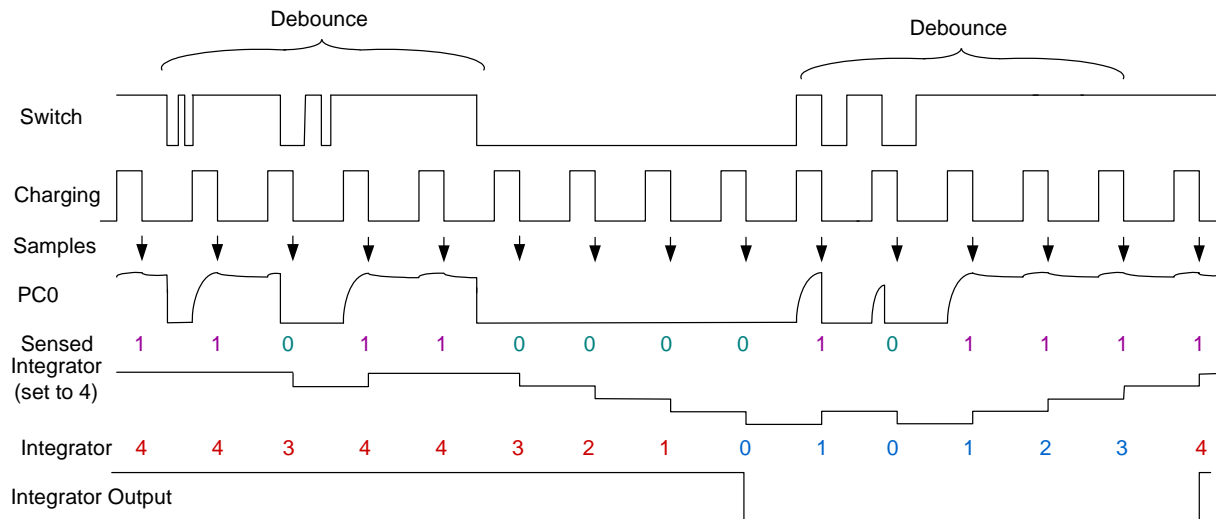 Debounce
Debounce
Switch
Charging
Samples
PC0
Sensed 1 1 0 1 1 0 0 0 0 1 0 1 1 1 1
Integrator
(set to 4)
Integrator 4 4 3 4 4 3 2 1 0 1 0 1 2 3 4
Integrator Output